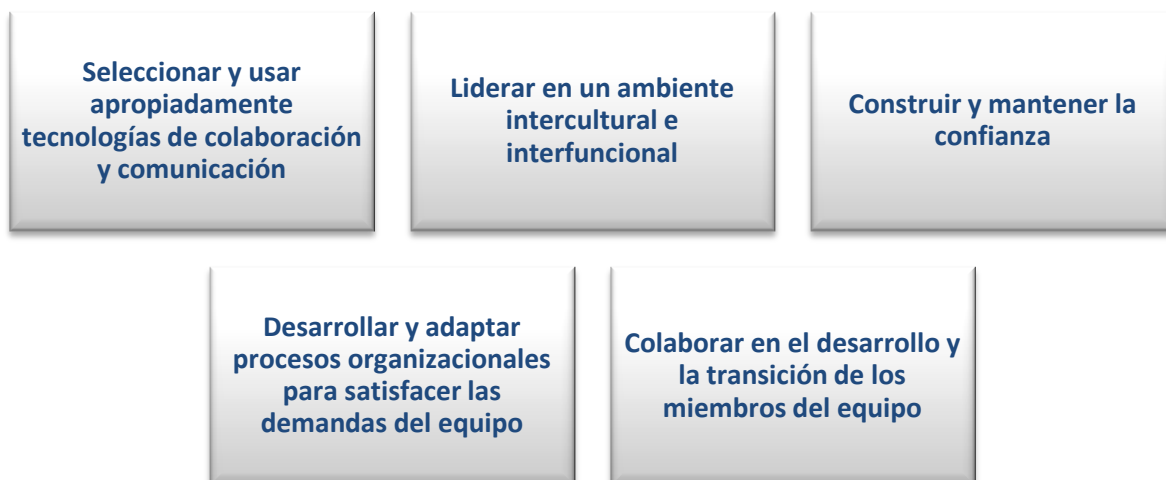 Seleccionar y usar
apropiadamente
tecnologías de colaboración
y comunicación
Liderar en un ambiente
intercultural e
interfuncional
Construir y mantener la
confianza
Desarrollar y adaptar
procesos organizacionales
para satisfacer las
demandas del equipo
Colaborar en el desarrollo y
la transición de los
miembros del equipo